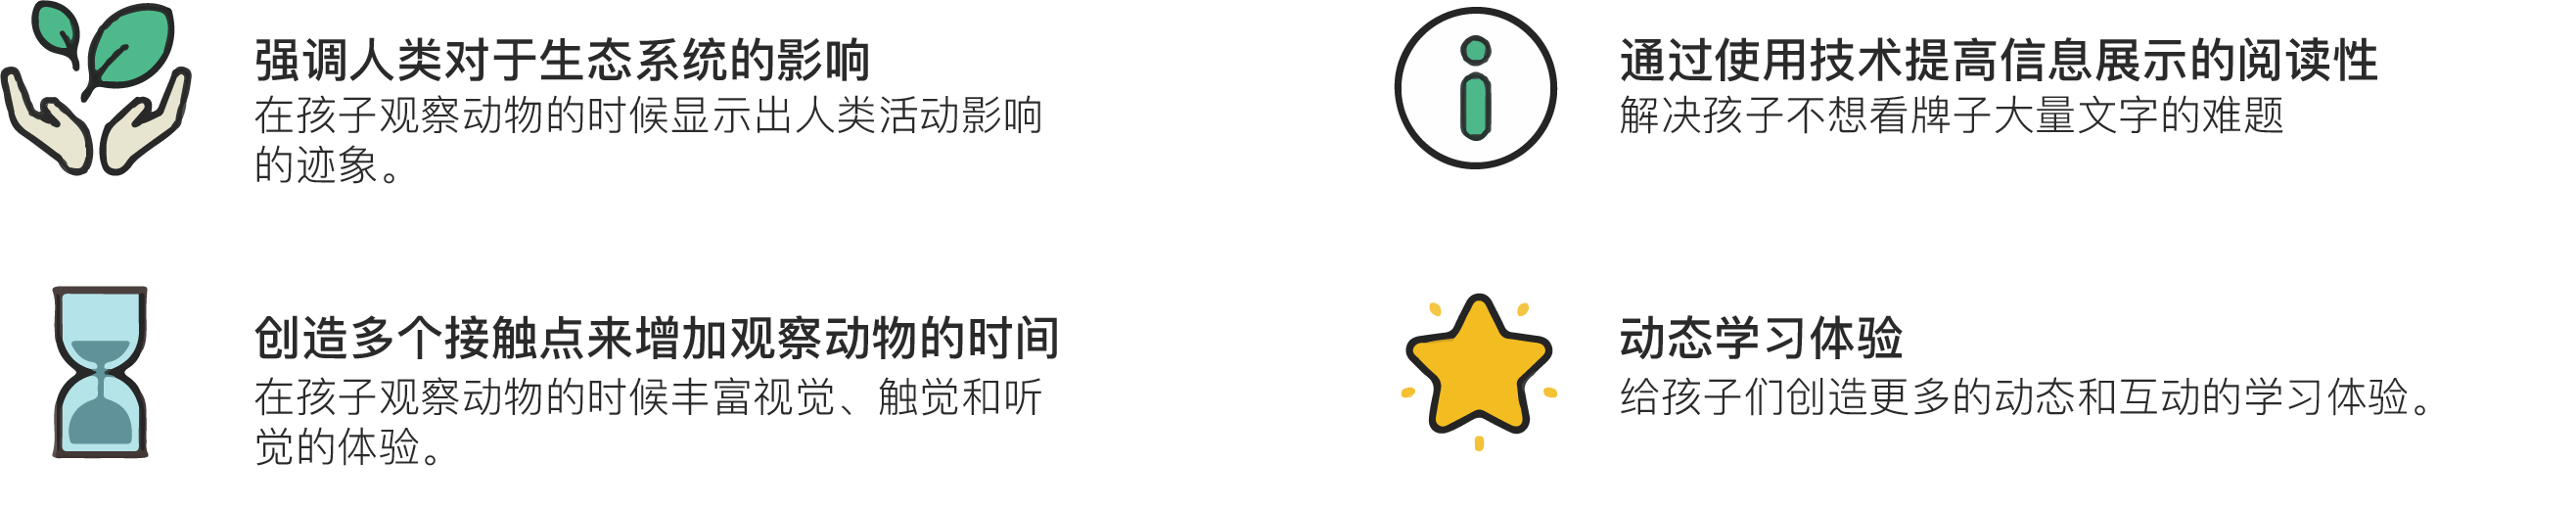 强调人类对于生态系统的影响
在孩子观察动物的时候显示出人类活动影响
的迹象。
通过使用技术提高信息展示的阅读性
解决孩子不想看牌子大量文字的难题
创造多个接触点来增加观察动物的时间
在孩子观察动物的时候丰富视觉、触觉和听
觉的体验。
动态学习体验
给孩子们创造更多的动态和互动的学习体验。